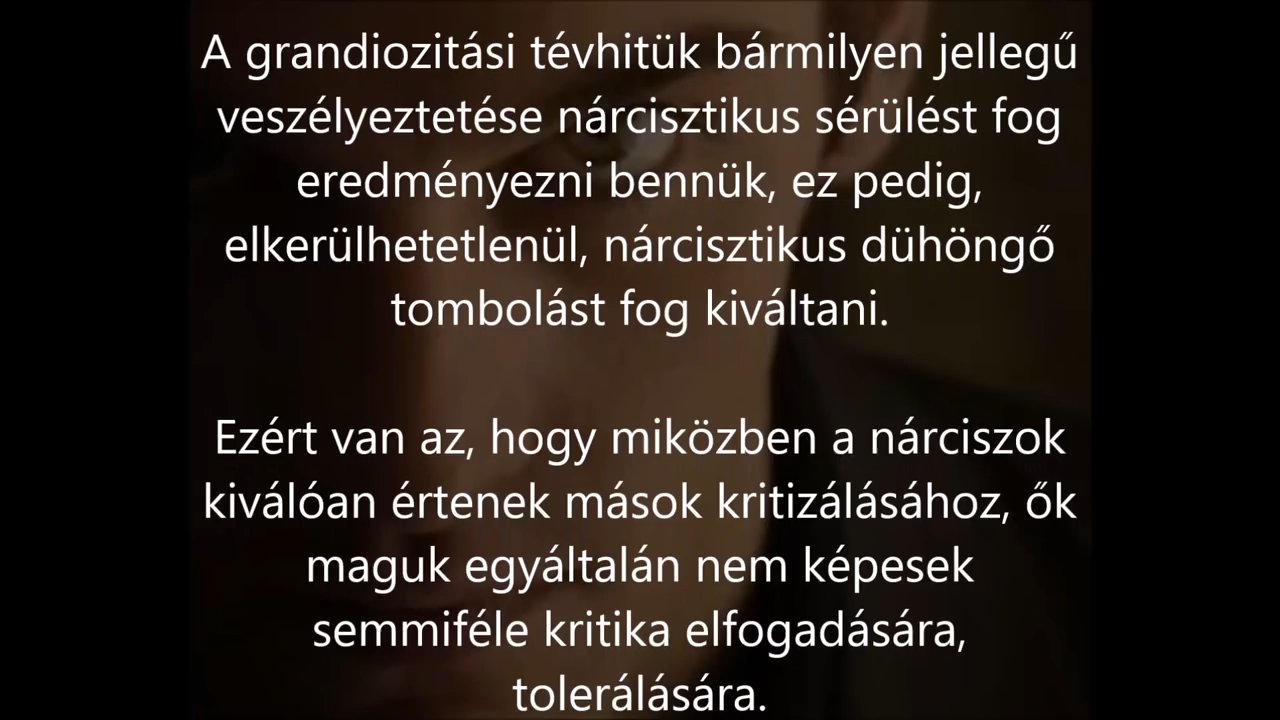 A grandiozitási tévhitük bármilyen jellegű
veszélyeztetése nárcisztikus sérülést fog
eredményezni bennük, ez pedig,
elkerülhetetlenül, nárcisztikus dühöngő
tombolást fog kiváltani.
Ezért van az, hogy miközben a nárciszok
kiválóan értenek mások kritizálásához, ők
maguk egyáltalán nem képesek
semmiféle kritika elfogadására,
tolerálására.